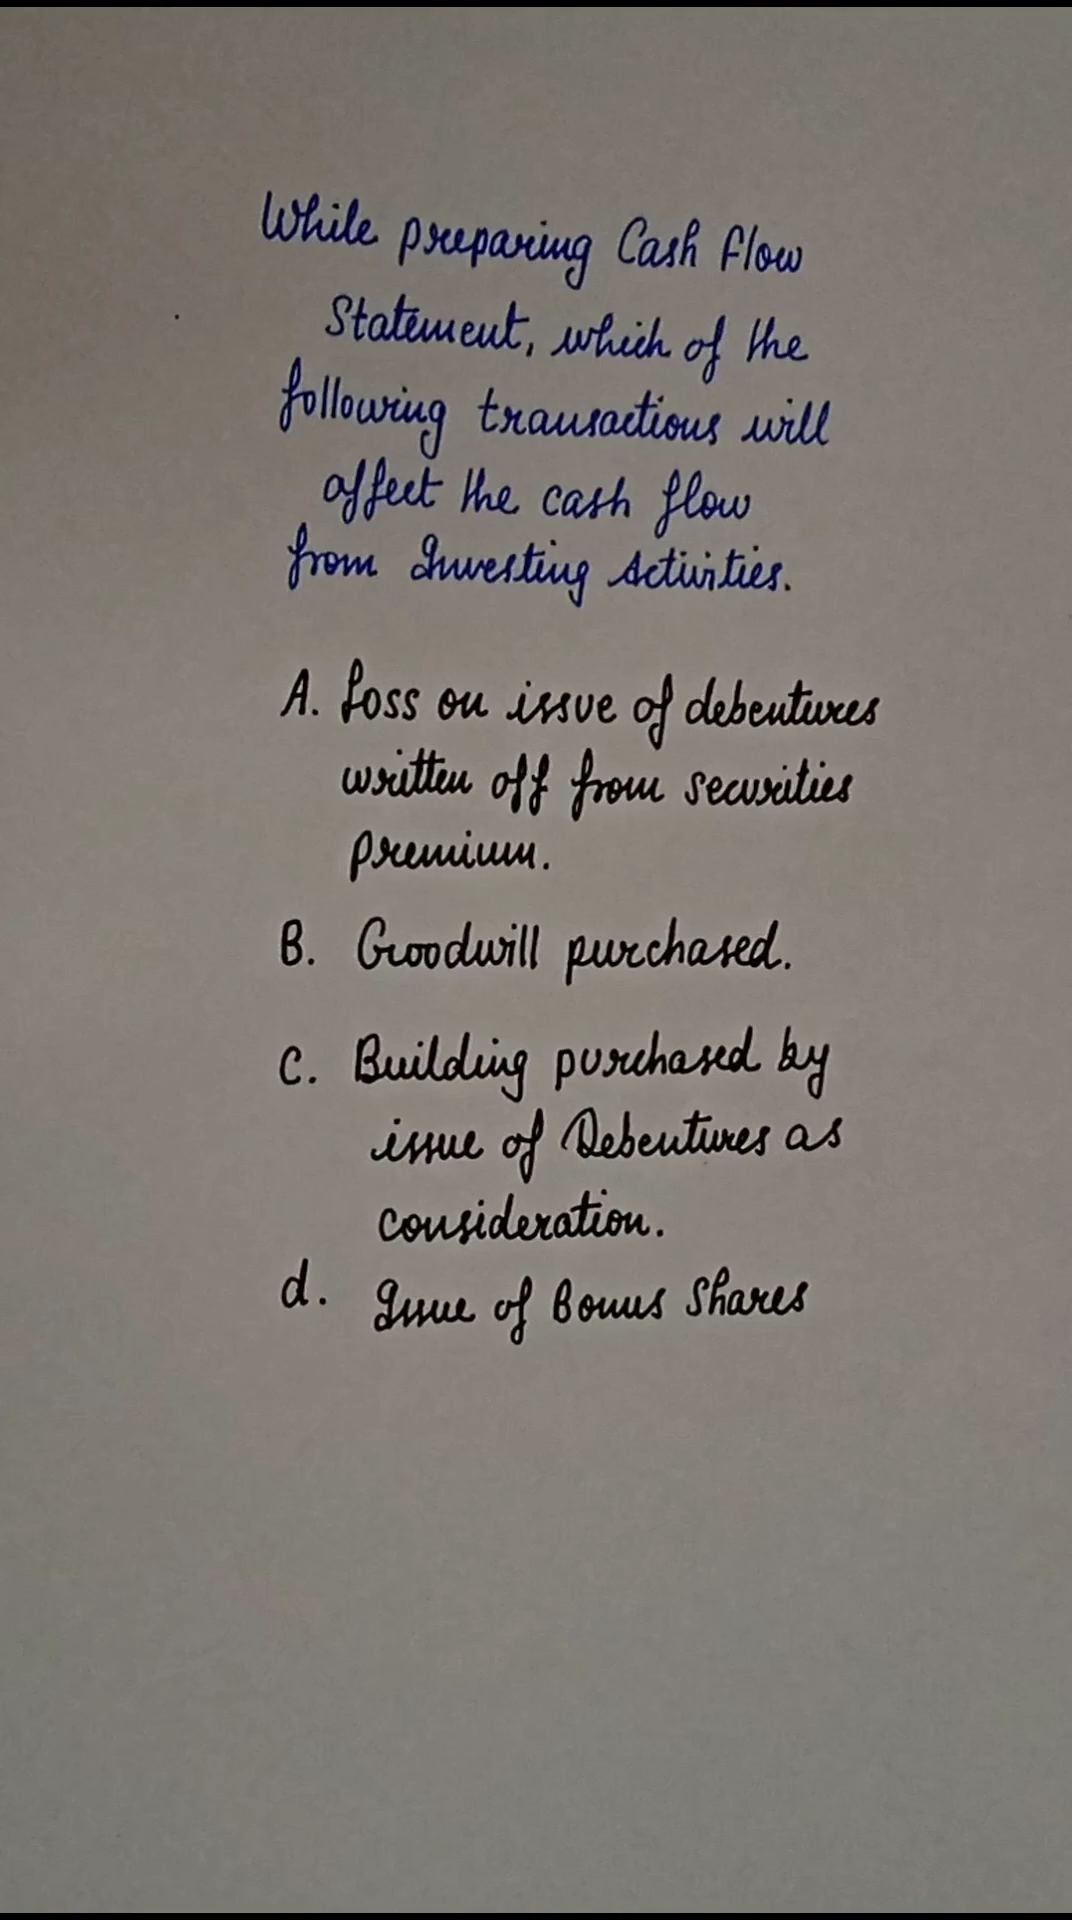 While preparing Cash flow
Statement, which of the
following transactions will
affect the cash flow
from Investing Activities.
A. Loss on issue of debentures
written off from securities
premium.
B. Goodwill purchased.
C. Building purchased by
issue of Debentures as
consideration.
d. Issue of Bonus Shares